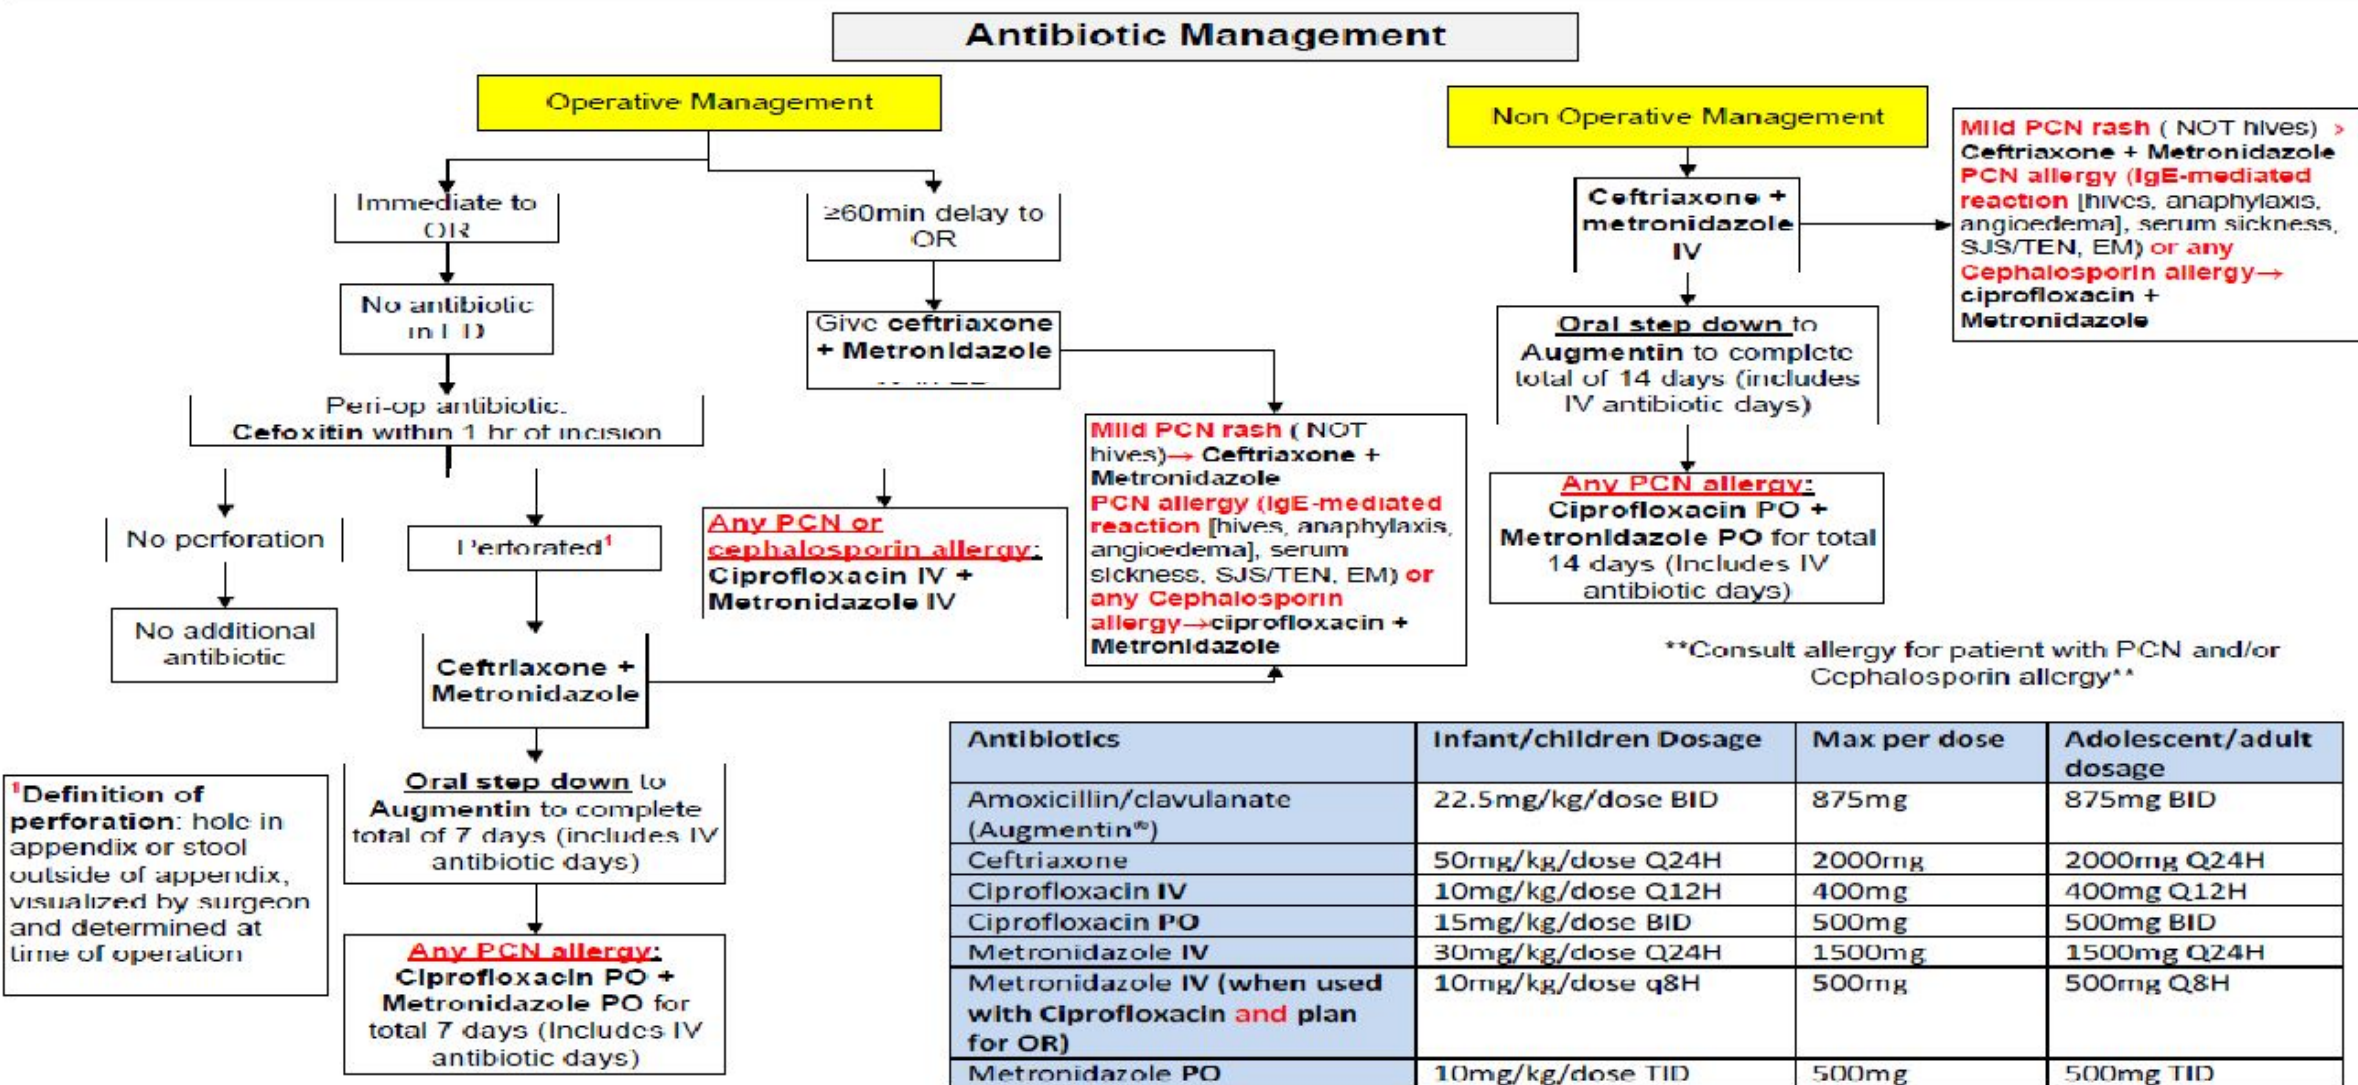 Antibiotic Management
Operative Management
Immediate to
OR
No antibiotic
in ED
Peri-op antibiotic:
Cefoxitin within 1 hr of incision
No perforation
No additional
antibiotic
Perforated¹
Ceftriaxone +
Metronidazole
Oral step down to
Augmentin to complete
total of 7 days (includes IV
antibiotic days)
Any PCN allergy:
Ciprofloxacin PO +
Metronidazole PO for
total 7 days (Includes IV
antibiotic days)
Any PCN or
cephalosporin allergy:
Ciprofloxacin IV +
Metronidazole IV
≥60min delay to
OR
Give ceftriaxone
+ Metronidazole
Mild PCN rash ( NOT
hives)→ Ceftriaxone +
Metronidazole
PCN allergy (IgE-mediated
reaction [hives, anaphylaxis,
angioedema], serum
sickness, SJS/TEN, EM) or
any Cephalosporin
allergy→ciprofloxacin +
Metronidazole
Non Operative Management
Ceftriaxone +
metronidazole
IV
Oral step down to
Augmentin to complete
total of 14 days (includes
IV antibiotic days)
Any PCN allergy:
Ciprofloxacin PO +
Metronidazole PO for total
14 days (Includes IV
antibiotic days)
Mild PCN rash ( NOT hives) >
Ceftriaxone + Metronidazole
PCN allergy (IgE-mediated
reaction [hives, anaphylaxis,
angioedema], serum sickness,
SJS/TEN, EM) or any
Cephalosporin allergy→
ciprofloxacin +
Metronidazole
**Consult allergy for patient with PCN and/or
Cephalosporin allergy**
¹Definition of
perforation: hole in
appendix or stool
outside of appendix,
visualized by surgeon
and determined at
time of operation
Antibiotics Infant/children Dosage Max per dose Adolescent/adult
dosage
Amoxicillin/clavulanate 22.5mg/kg/dose BID 875mg 875mg BID
(Augmentin®)
Ceftriaxone 50mg/kg/dose Q24H 2000mg 2000mg Q24H
Ciprofloxacin IV 10mg/kg/dose Q12H 400mg 400mg Q12H
Ciprofloxacin PO 15mg/kg/dose BID 500mg 500mg BID
Metronidazole IV 30mg/kg/dose Q24H 1500mg 1500mg Q24H
Metronidazole IV (when used 10mg/kg/dose q8H 500mg 500mg Q8H
with Ciprofloxacin and plan
for OR)
Metronidazole PO 10mg/kg/dose TID 500mg 500mg TID